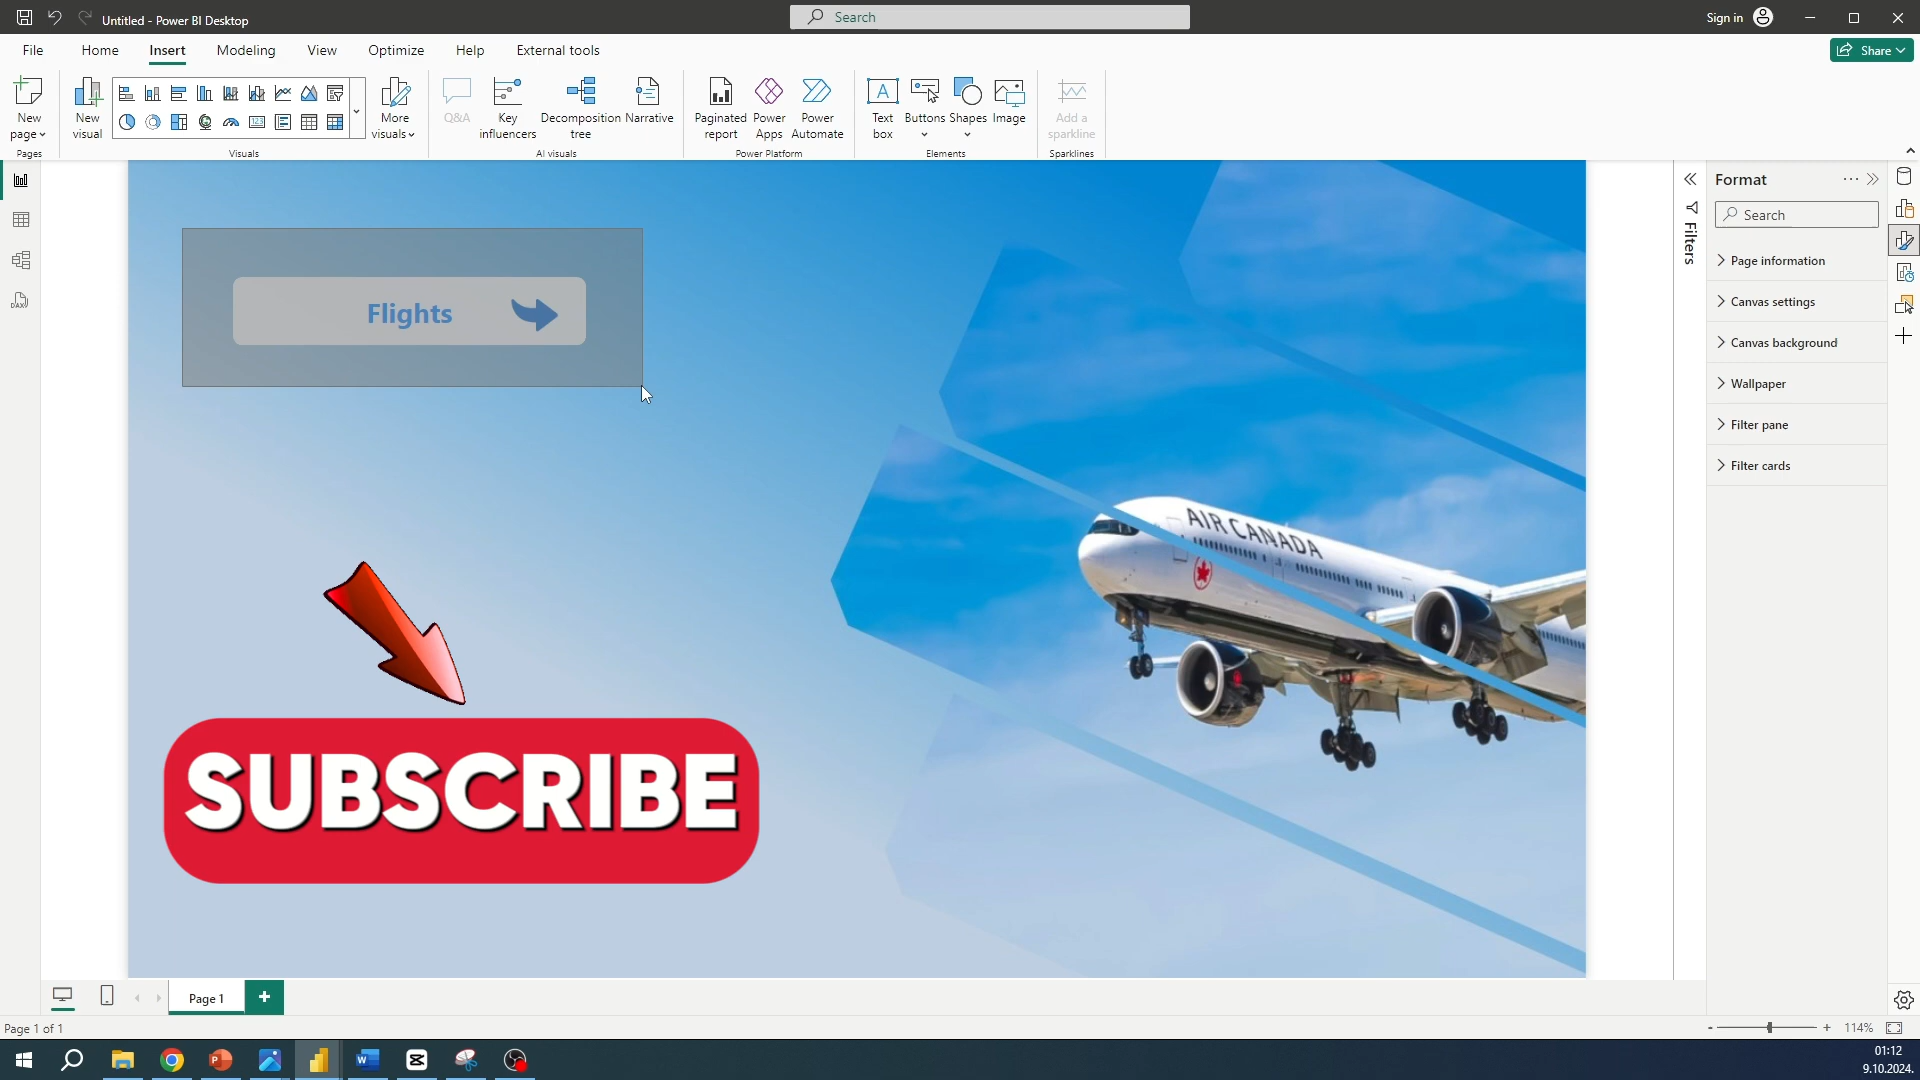 Untitled - Power BI Desktop
Search
Sign in
File
Home
Insert
Modeling
View
Optimize
Help
External tools
Share
New page
New visual
More visuals
Q&A
Key influencers
Decomposition tree
Narrative
Paginated report
Power Apps
Power Automate
Text box
Buttons
Shapes
Image
Add a sparkline
Pages
Visuals
AI visuals
Power Platform
Elements
Sparklines
Flights
AIR CANADA
SUBSCRIBE
Filters
Format
Search
Page information
Canvas settings
Canvas background
Wallpaper
Filter pane
Filter cards
DAX
Page 1
Page 1 of 1
114%
01:12
9.10.2024.